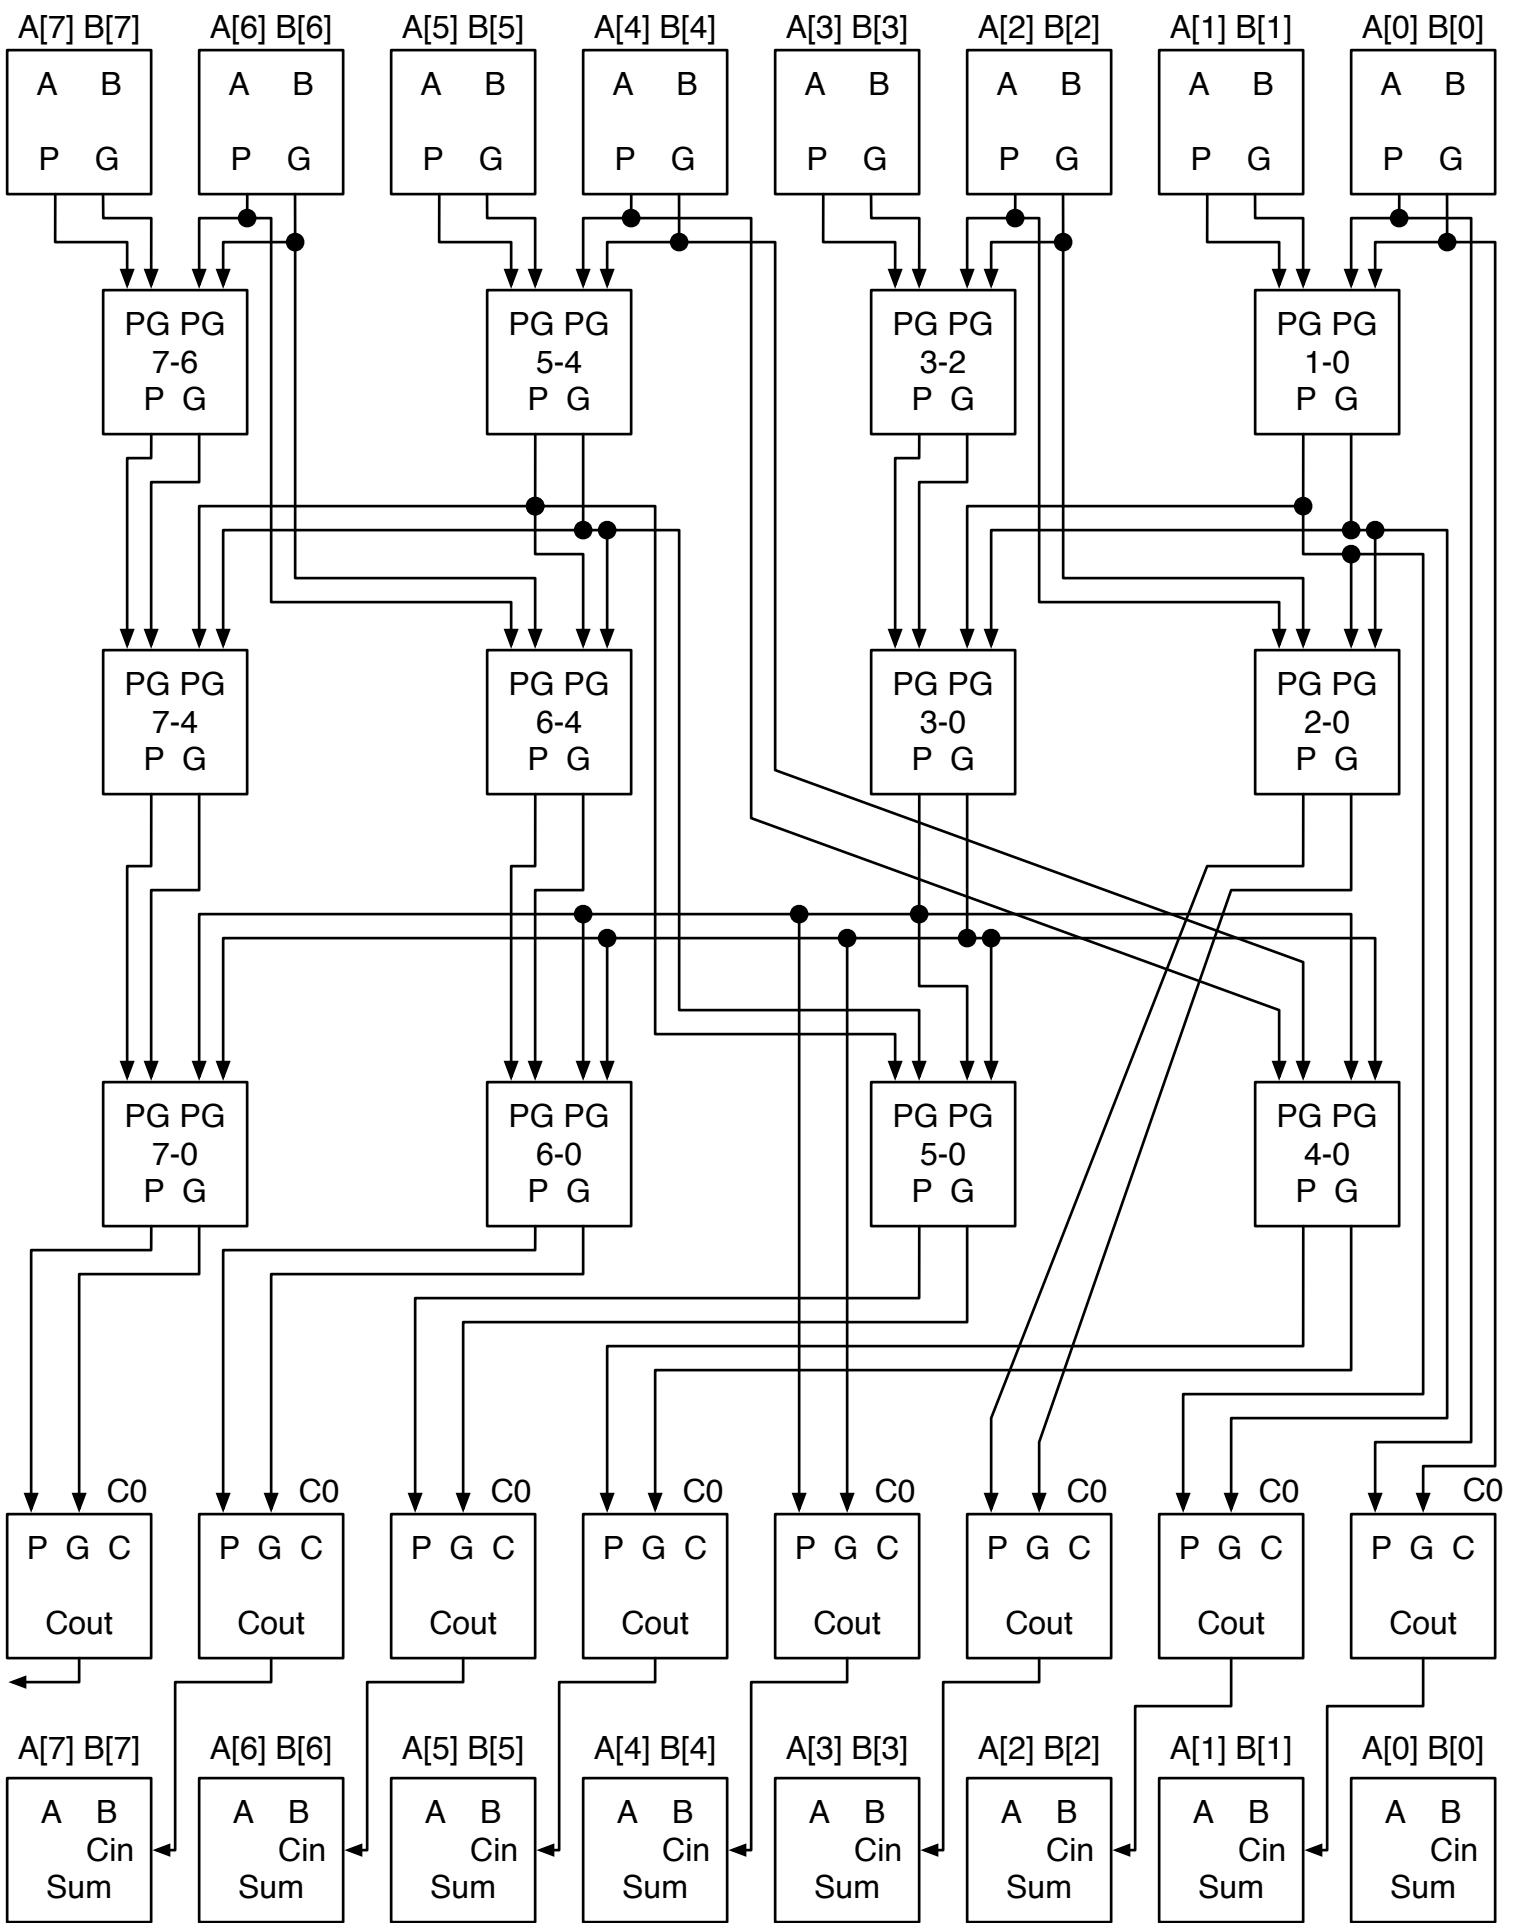 A[7] B[7] A[6] B[6] A[5] B[5] A[4] B[4] A[3] B[3] A[2] B[2] A[1] B[1] A[0] B[0]
A B A B A B A B A B A B A B A B
P G P G P G P G P G P G P G P G
PG PG PG PG PG PG PG PG
7-6 5-4 3-2 1-0
P G P G P G P G
PG PG PG PG PG PG PG PG
7-4 6-4 3-0 2-0
P G P G P G P G
PG PG PG PG PG PG PG PG
7-0 6-0 5-0 4-0
P G P G P G P G
C0 C0 C0 C0 C0 C0 C0 C0
P G C P G C P G C P G C P G C P G C P G C P G C
Cout Cout Cout Cout Cout Cout Cout Cout
A[7] B[7] A[6] B[6] A[5] B[5] A[4] B[4] A[3] B[3] A[2] B[2] A[1] B[1] A[0] B[0]
A B A B A B A B A B A B A B A B
Cin Cin Cin Cin Cin Cin Cin Cin
Sum Sum Sum Sum Sum Sum Sum Sum